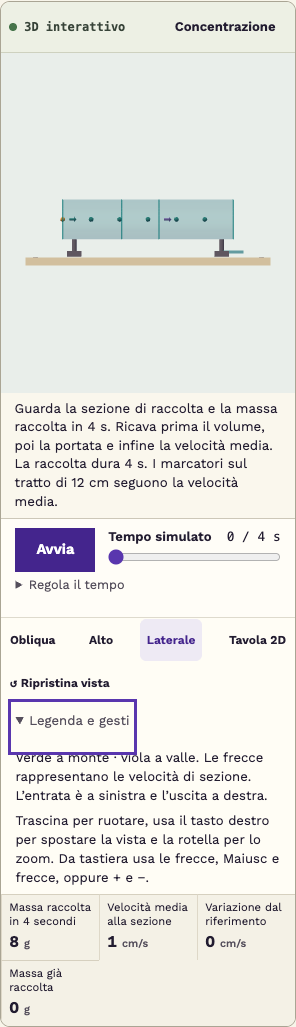 3D interattivo Concentrazione
Guarda la sezione di raccolta e la massa
raccolta in 4 s. Ricava prima il volume,
poi la portata e infine la velocità media.
La raccolta dura 4 s. I marcatori sul
tratto di 12 cm seguono la velocità
media.
Avvia
Tempo simulato 0 / 4 s
▶ Regola il tempo
Obliqua Alto Laterale Tavola 2D
↺ Ripristina vista
▼ Legenda e gesti
Verde a monte · viola a valle. Le frecce
rappresentano le velocità di sezione.
L’entrata è a sinistra e l’uscita a destra.
Trascina per ruotare, usa il tasto destro
per spostare la vista e la rotella per lo
zoom. Da tastiera usa le frecce, Maiusc e
frecce, oppure + e −.
Massa raccolta
in 4 secondi
8 g
Velocità media
alla sezione
1 cm/s
Variazione dal
riferimento
0 cm/s
Massa già
raccolta
0 g